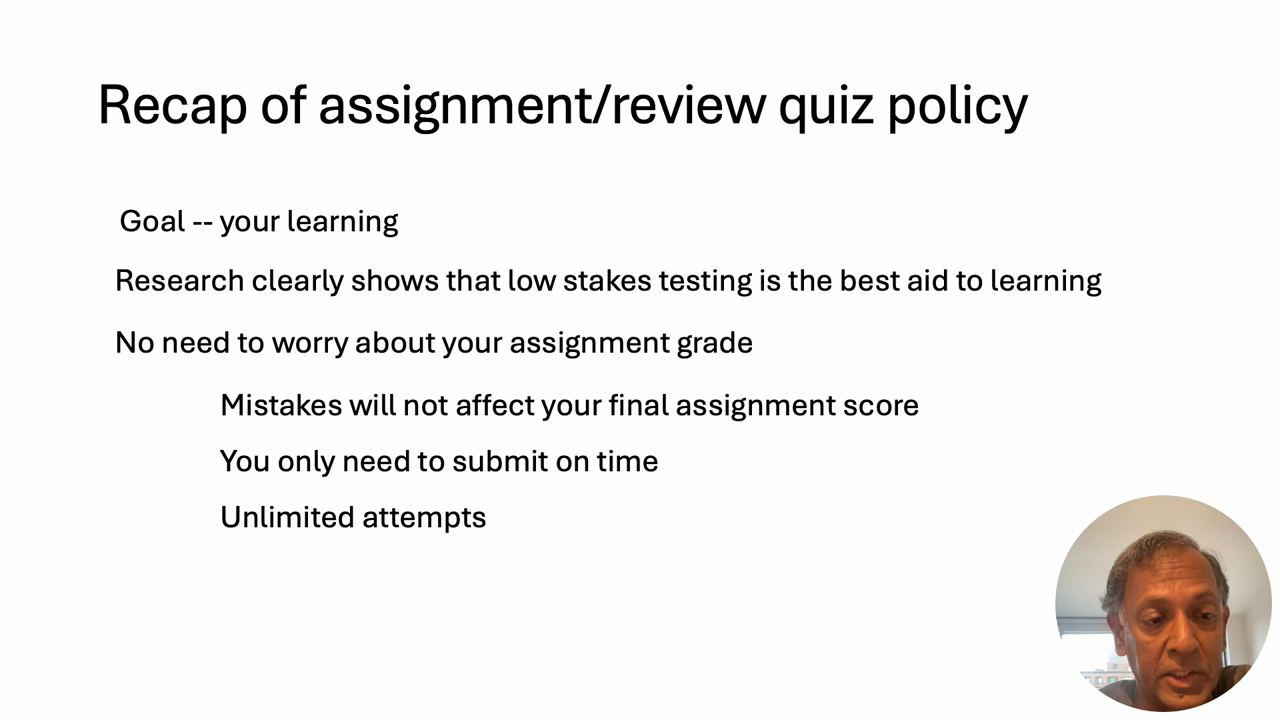 Recap of assignment/review quiz policy
Goal -- your learning
Research clearly shows that low stakes testing is the best aid to learning
No need to worry about your assignment grade
Mistakes will not affect your final assignment score
You only need to submit on time
Unlimited attempts